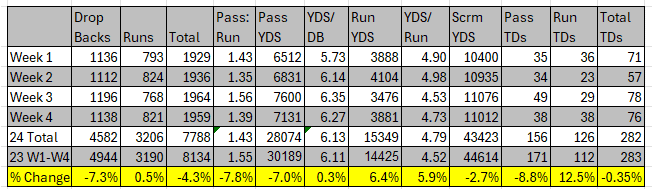 Drop Backs Runs Total Pass: Run Pass YDS YDS/ DB Run YDS YDS/ Run Scrm YDS Pass TDs Run TDs Total TDs
Week 1 1136 793 1929 1.43 6512 5.73 3888 4.90 10400 35 36 71
Week 2 1112 824 1936 1.35 6831 6.14 4104 4.98 10935 34 23 57
Week 3 1196 768 1964 1.56 7600 6.35 3476 4.53 11076 49 29 78
Week 4 1138 821 1959 1.39 7131 6.27 3881 4.73 11012 38 38 76
24 Total 4582 3206 7788 1.43 28074 6.13 15349 4.79 43423 156 126 282
23 W1-W4 4944 3190 8134 1.55 30189 6.11 14425 4.52 44614 171 112 283
% Change -7.3% 0.5% -4.3% -7.8% -7.0% 0.3% 6.4% 5.9% -2.7% -8.8% 12.5% -0.35%